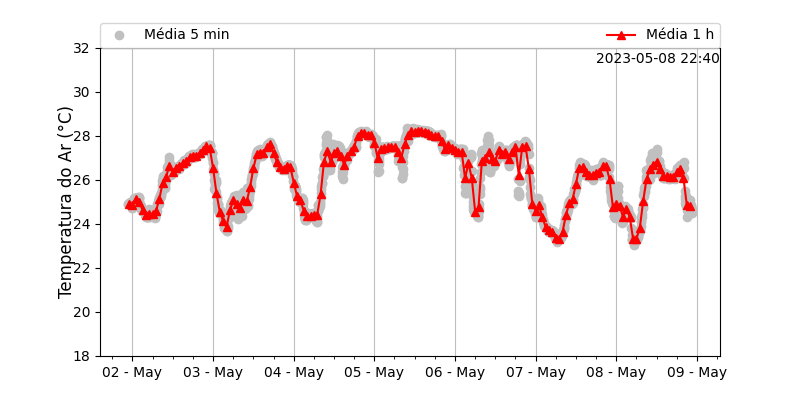 Média 5 min
Média 1 h
2023-05-08 22:40
Temperatura do Ar (°C)
32
30
28
26
24
22
20
18
02 - May
03 - May
04 - May
05 - May
06 - May
07 - May
08 - May
09 - May